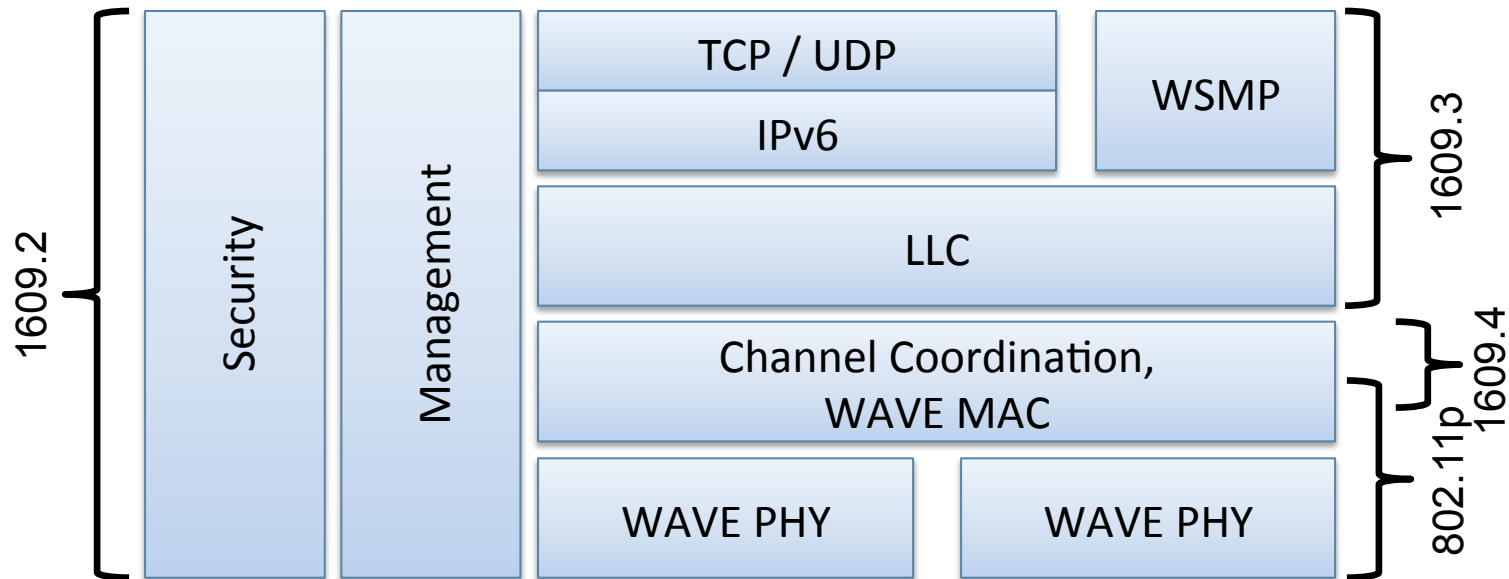 1609.2
Security
Management
TCP / UDP
IPv6
WSMP
LLC
Channel Coordination,
WAVE MAC
WAVE PHY
WAVE PHY
1609.3
1609.4
802.11p